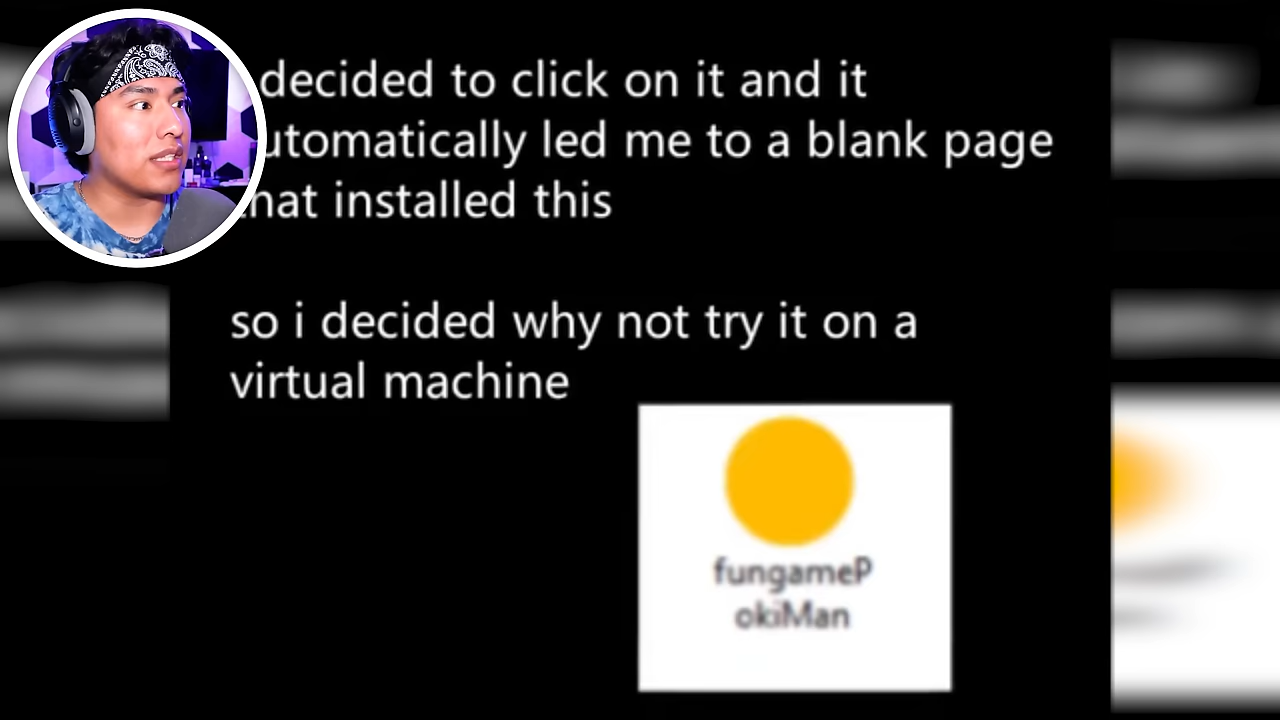 decided to click on it and it
utomatically led me to a blank page
hat installed this
so i decided why not try it on a
virtual machine
fungameP
okiMan